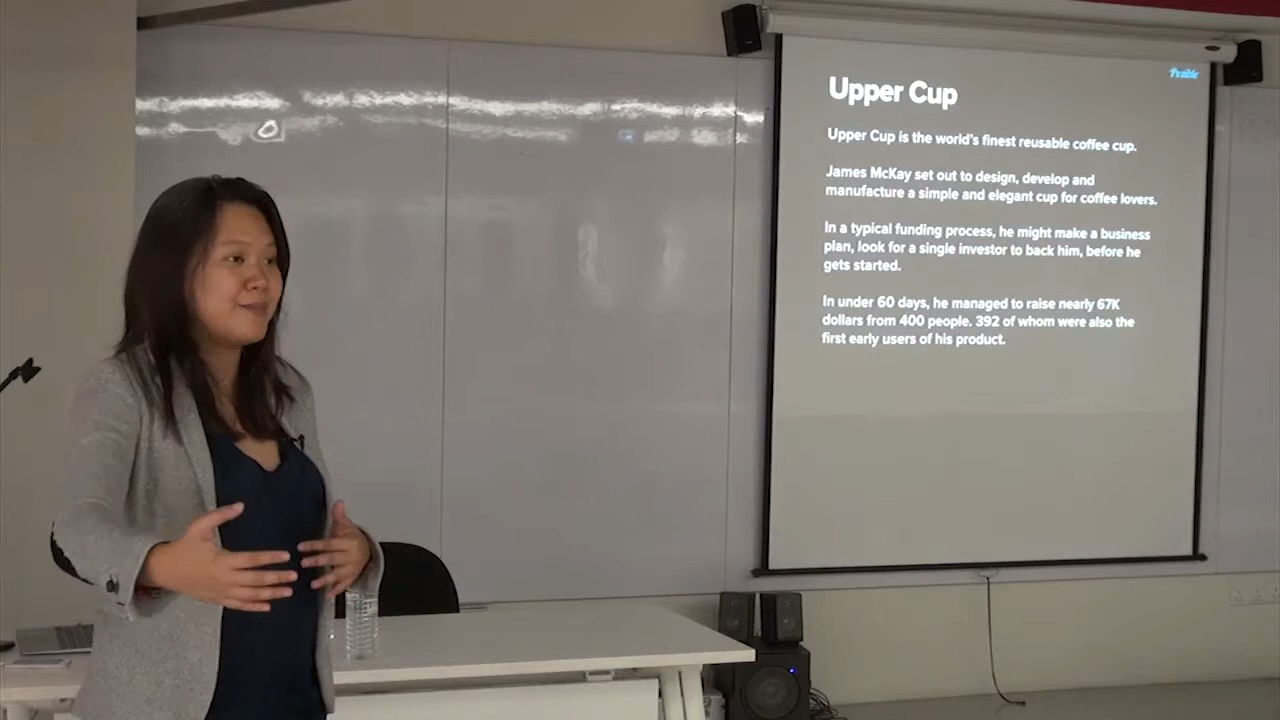 Upper Cup
Upper Cup is the world's finest reusable coffee cup.
James McKay set out to design, develop and
manufacture a simple and elegant cup for coffee lovers.
In a typical funding process, he might make a business
plan, look for a single investor to back him, before he
gets started.
In under 60 days, he managed to raise nearly 67K
dollars from 400 people. 392 of whom were also the
first early users of his product.